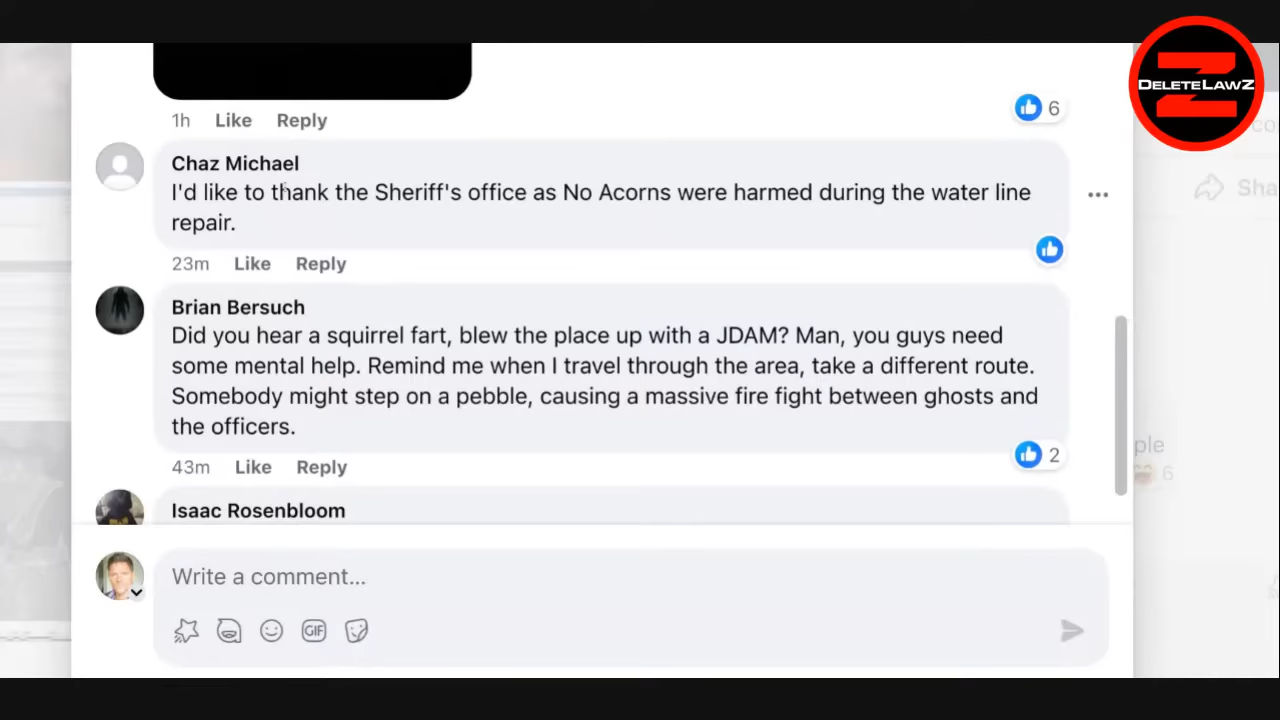 DELETELAWZ
1h Like Reply 6
Chaz Michael
I'd like to thank the Sheriff's office as No Acorns were harmed during the water line
repair.
Sha
23m Like Reply
Brian Bersuch
Did you hear a squirrel fart, blew the place up with a JDAM? Man, you guys need
some mental help. Remind me when I travel through the area, take a different route.
Somebody might step on a pebble, causing a massive fire fight between ghosts and
the officers.
ple
6
43m Like Reply 2
Isaac Rosenbloom
Write a comment...
GIF